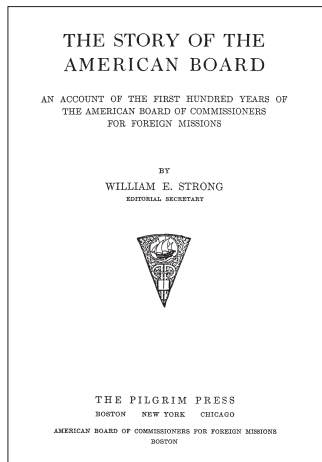 THE STORY OF THE
AMERICAN BOARD
AN ACCOUNT OF THE FIRST HUNDRED YEARS OF
THE AMERICAN BOARD OF COMMISSIONERS
FOR FOREIGN MISSIONS
BY
WILLIAM E. STRONG
EDITORIAL SECRETARY
THE PILGRIM PRESS
BOSTON NEW YORK CHICAGO
AMERICAN BOARD OF COMMISSIONERS FOR FOREIGN MISSIONS
BOSTON